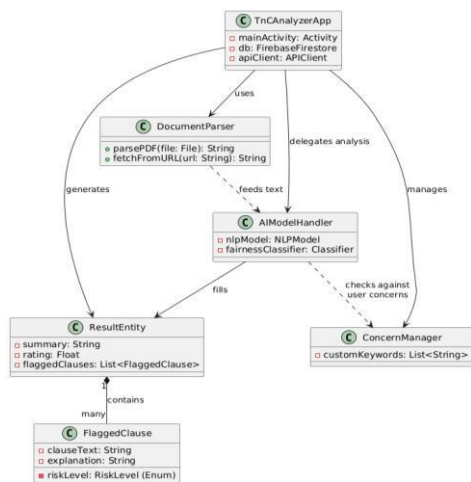 C TnCAnalyzerApp
mainActivity: Activity
db: FirebaseFirestore
apiClient: APIClient
uses
C DocumentParser
parsePDF(file: File): String
fetchFromURL(url: String): String
delegates analysis
generates
feeds text
manages
C AIModelHandler
nlpModel: NLPModel
fairnessClassifier: Classifier
fills
checks against
user concerns
C ResultEntity
summary: String
rating: Float
flaggedClauses: List<FlaggedClause>
C ConcernManager
customKeywords: List<String>
1
contains
many
C FlaggedClause
clauseText: String
explanation: String
riskLevel: RiskLevel (Enum)